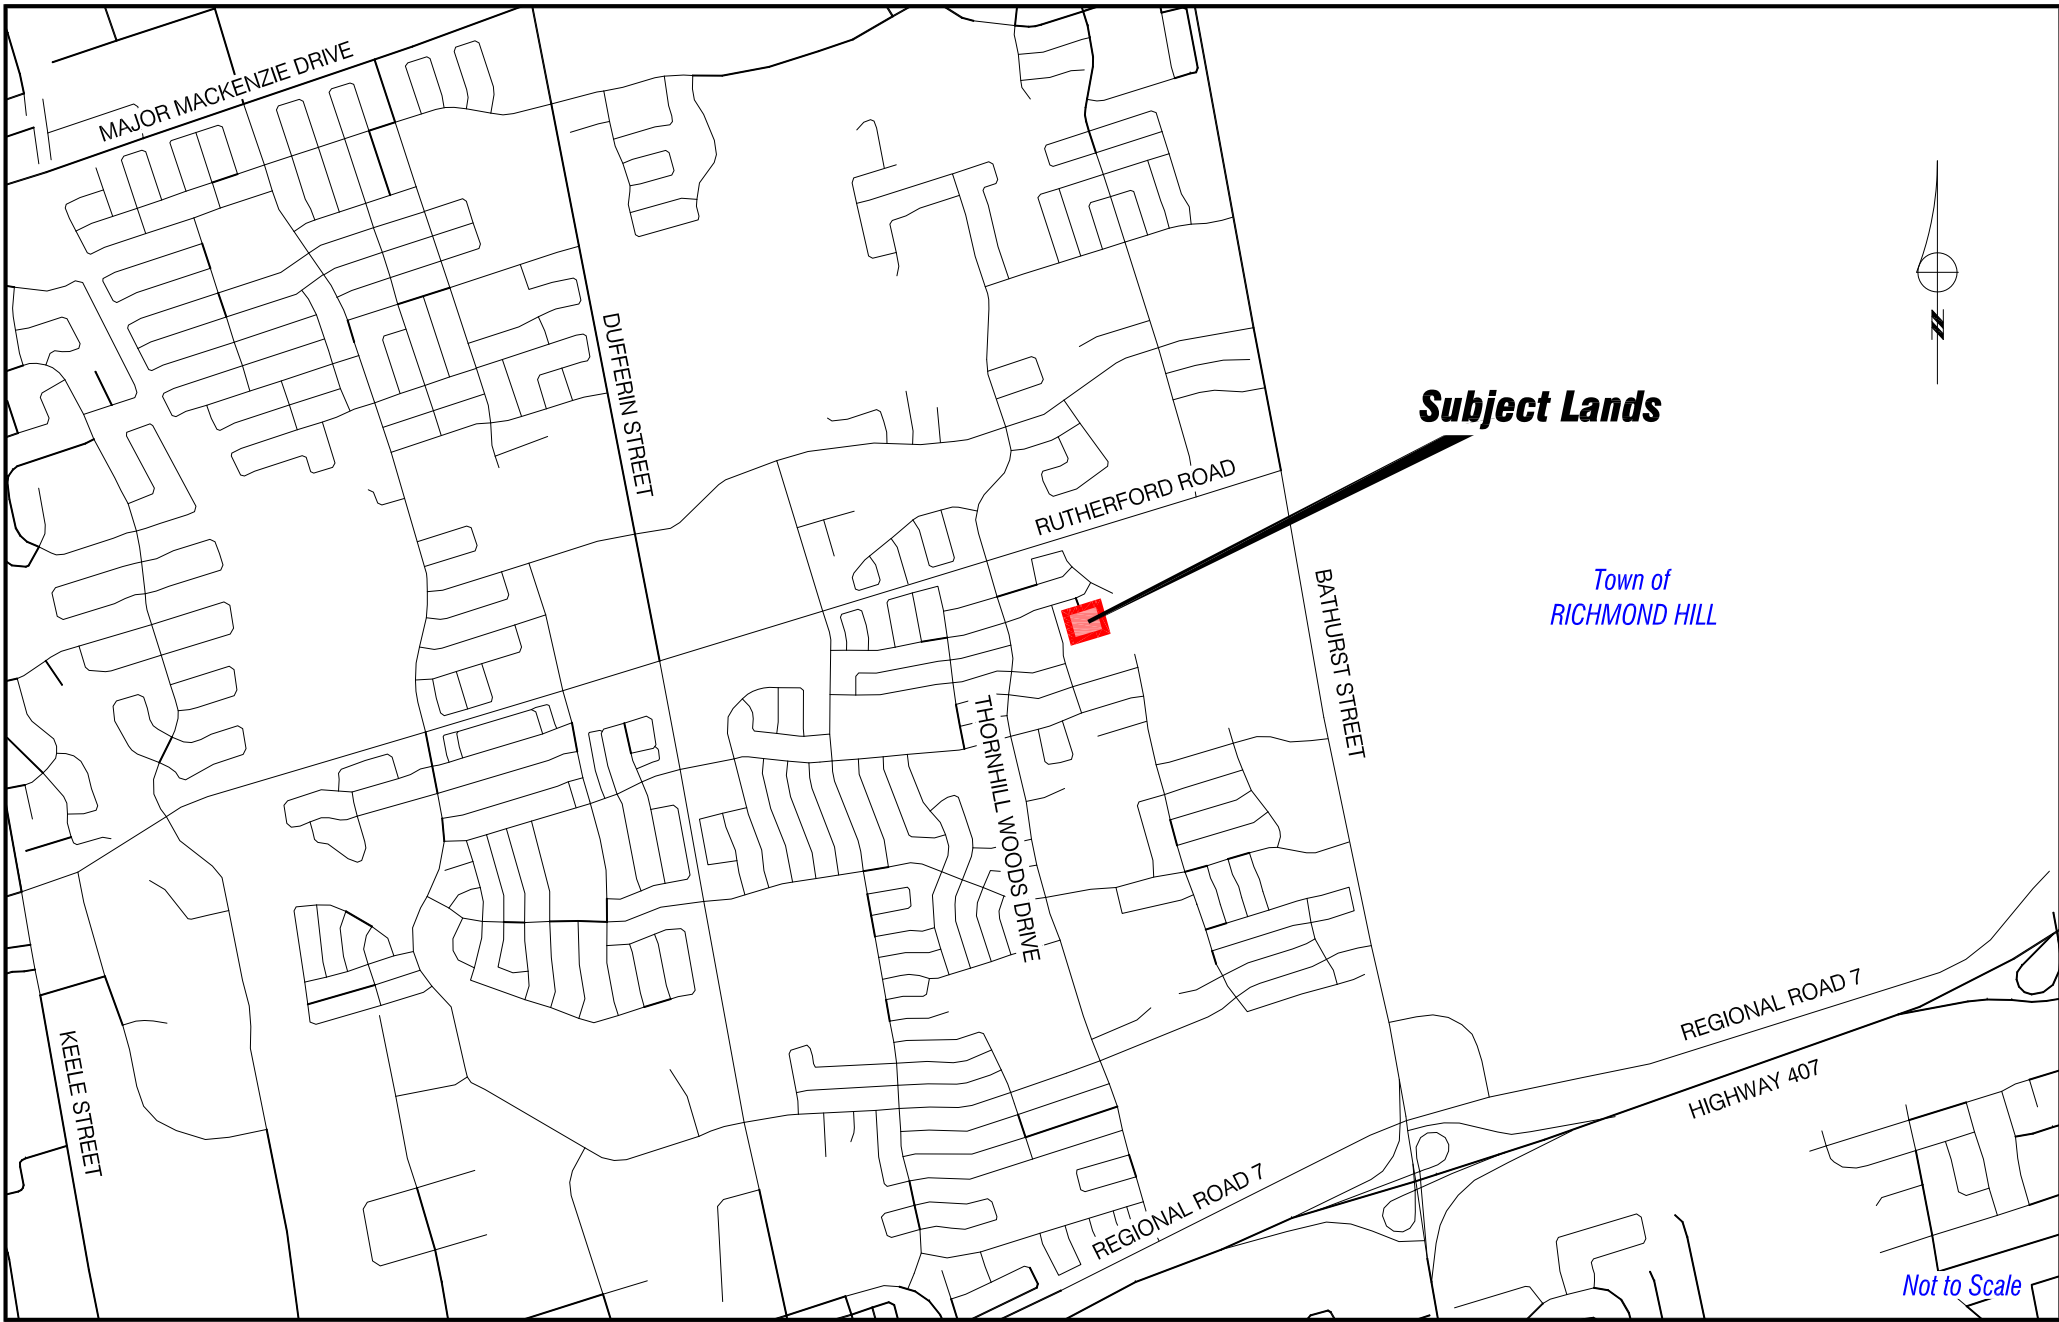 MAJOR MACKENZIE DRIVE
DUFFERIN STREET
Subject Lands
RUTHERFORD ROAD
N
Town of
RICHMOND HILL
BATHURST STREET
THORNHILL WOODS DRIVE
KEELE STREET
REGIONAL ROAD 7
HIGHWAY 407
REGIONAL ROAD 7
Not to Scale